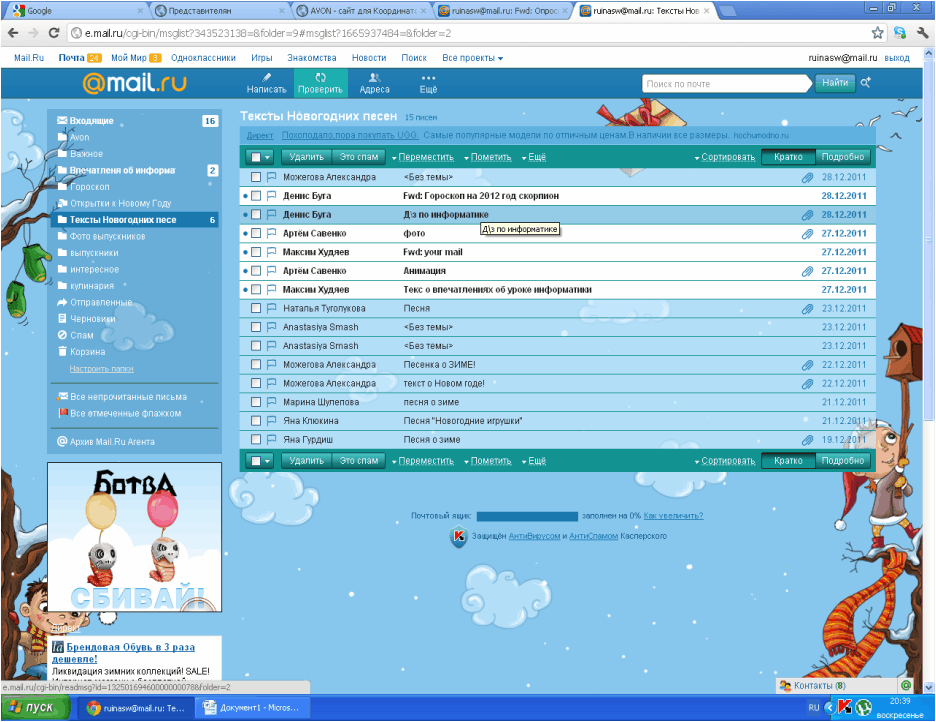 Google
Представителян
AVON - сайт для Координат
ruinasw@mail.ru: Fwd: Опрос
ruinasw@mail.ru: Тексты Нов
e.mail.ru/cgi-bin/msglist?343523138=&folder=9#msglist?1665937484=&folder=2
Mail.Ru Почта 24 Мой Мир 3 Одноклассники Игры Знакомства Новости Поиск Все проекты
ruinasw@mail.ru выход
@mail.ru
Написать Проверить Адреса Ещё
Поиск по почте Найти
Входящие 16
Avon
Важное
Впечатленя об информа 2
Гороскоп
Открытки к Новому Году
Тексты Новогодних песе 6
Фото выпускников
выпускники
интересное
кулинария
Отправленные
Черновики
Спам
Корзина
Настроить папки
Все непрочитанные письма
Все отмеченные флажком
Архив Mail.Ru Агента
БОТВА
СБИВАЙ!
Директ
Брендовая Обувь в 3 раза
дешевле!
Ликвидация зимних коллекций! SALE!
Тексты Новогодних песен 15 писем
Директ Похолодало,пора покупать UGG. Самые популярные модели по отличным ценам.В наличии все размеры. hochumodno.ru
Удалить Это спам Переместить Пометить Ещё Сортировать Кратко Подробно
Можегова Александра <Без темы> 28.12.2011
Денис Буга Fwd: Гороскоп на 2012 год скорпион 28.12.2011
Денис Буга Д\з по информатике 28.12.2011
Д\з по информатике
Артём Савенко фото 27.12.2011
Максим Худяев Fwd: your mail 27.12.2011
Артём Савенко Анимация 27.12.2011
Максим Худяев Текс о впечатлениях об уроке информатики 27.12.2011
Наталья Туголукова Песня 23.12.2011
Anastasiya Smash <Без темы> 23.12.2011
Anastasiya Smash <Без темы> 23.12.2011
Можегова Александра Песенка о ЗИМЕ! 22.12.2011
Можегова Александра текст о Новом годе! 22.12.2011
Марина Шулепова песня о зиме 21.12.2011
Яна Клюкина Песня "Новогодние игрушки" 21.12.2011
Яна Гурдиш Песня о зиме 19.12.2011
Удалить Это спам Переместить Пометить Ещё Сортировать Кратко Подробно
Почтовый ящик: заполнен на 0% Как увеличить?
Защищён АнтиВирусом и АнтиСпамом Касперского
e.mail.ru/cgi-bin/readmsg?id=13250169460000000078&folder=2
Контакты (8)
пуск
ruinasw@mail.ru: Те...
Документ1 - Micros...
RU
20:39
воскресенье